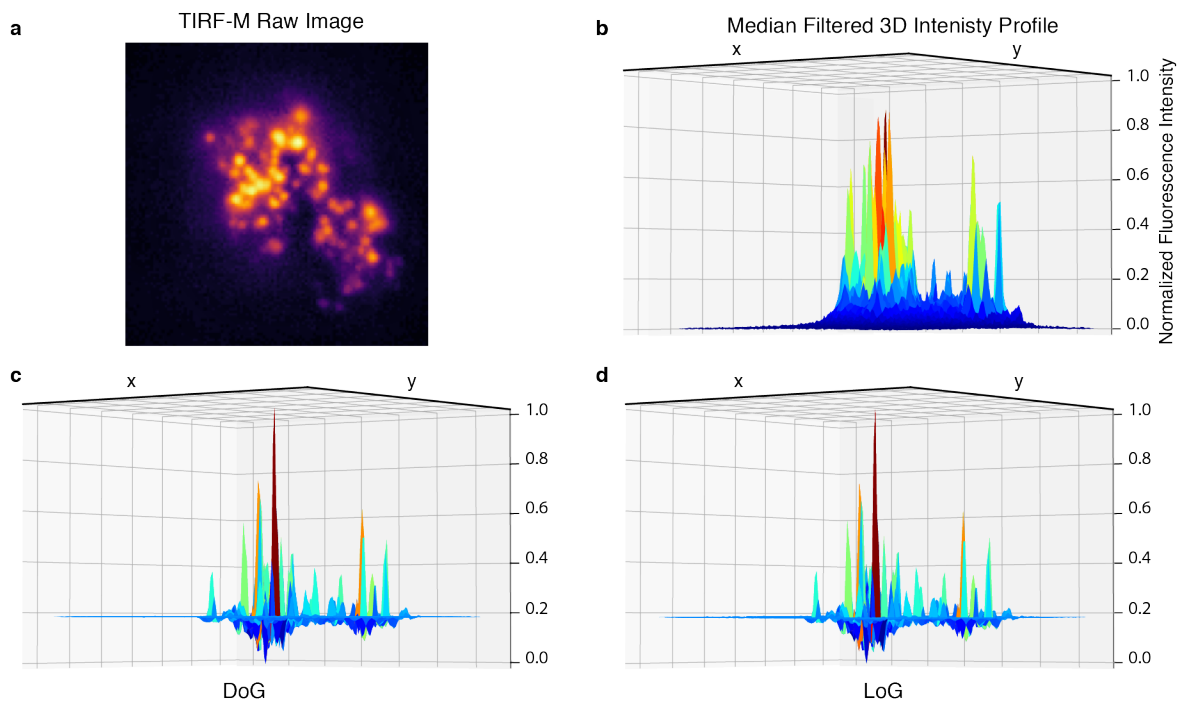 a
TIRF-M Raw Image
b
Median Filtered 3D Intenisty Profile
x
y
1.0
0.8
0.6
0.4
0.2
0.0
Normalized Fluorescence Intensity
c
x
y
1.0
0.8
0.6
0.4
0.2
0.0
DoG
d
x
y
1.0
0.8
0.6
0.4
0.2
0.0
LoG